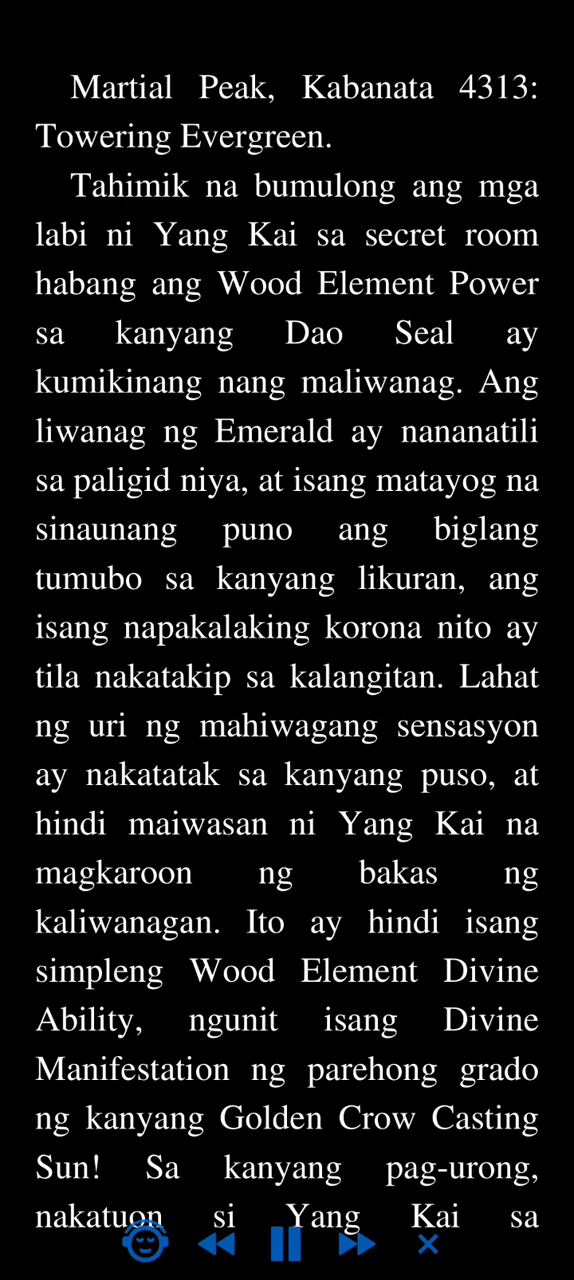 Martial Peak, Kabanata 4313:
Towering Evergreen.
Tahimik na bumulong ang mga
labi ni Yang Kai sa secret room
habang ang Wood Element Power
sa kanyang Dao Seal ay
kumikinang nang maliwanag. Ang
liwanag ng Emerald ay nananatili
sa paligid niya, at isang matayog na
sinaunang puno ang biglang
tumubo sa kanyang likuran, ang
isang napakalaking korona nito ay
tila nakatakip sa kalangitan. Lahat
ng uri ng mahiwagang sensasyon
ay nakatatak sa kanyang puso, at
hindi maiwasan ni Yang Kai na
magkaroon ng bakas ng
kaliwanagan. Ito ay hindi isang
simpleng Wood Element Divine
Ability, ngunit isang Divine
Manifestation ng parehong grado
ng kanyang Golden Crow Casting
Sun! Sa kanyang pag-urong,
nakatuon si Yang Kai sa